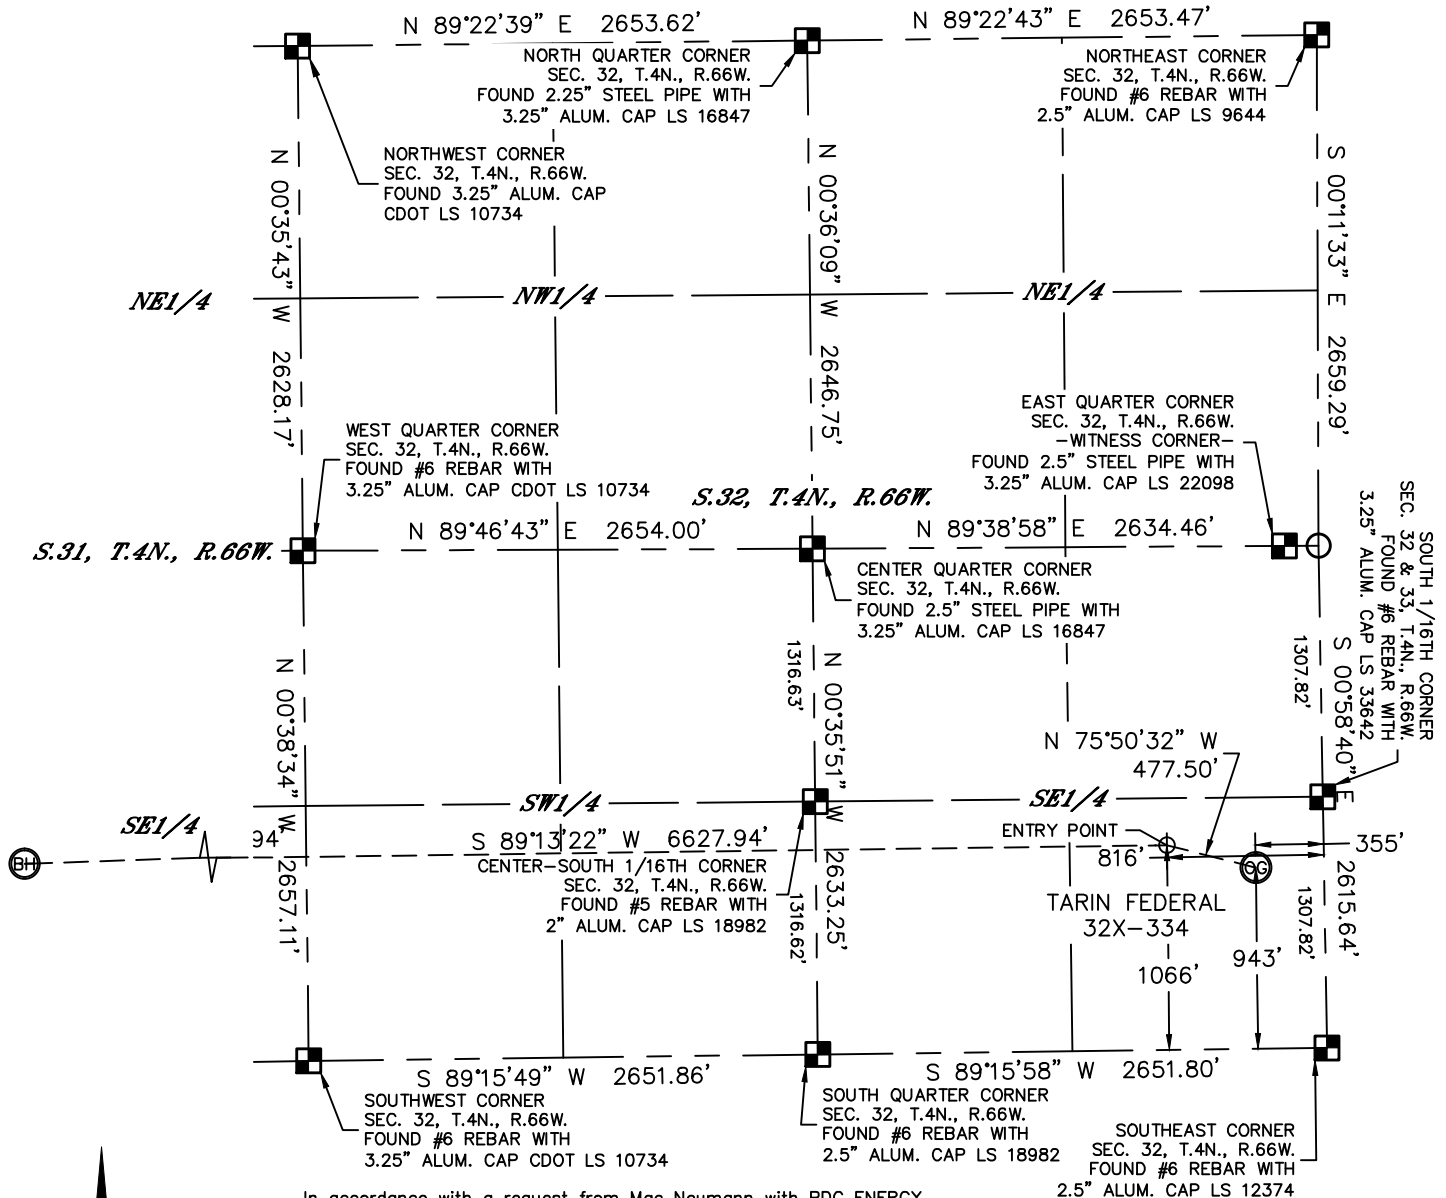 N 89°22'39" E 2653.62'
N 89°22'43" E 2653.47'
NORTH QUARTER CORNER
SEC. 32, T.4N., R.66W.
FOUND 2.25" STEEL PIPE WITH
3.25" ALUM. CAP LS 16847
NORTHEAST CORNER
SEC. 32, T.4N., R.66W.
FOUND #6 REBAR WITH
2.5" ALUM. CAP LS 9644
NORTHWEST CORNER
SEC. 32, T.4N., R.66W.
FOUND 3.25" ALUM. CAP
CDOT LS 10734
N 00°35'43" W 2628.17'
N 00°36'09" W 2646.75'
S 00°11'33" E 2659.29'
NE1/4
NW1/4
NE1/4
WEST QUARTER CORNER
SEC. 32, T.4N., R.66W.
FOUND #6 REBAR WITH
3.25" ALUM. CAP CDOT LS 10734
EAST QUARTER CORNER
SEC. 32, T.4N., R.66W.
-WITNESS CORNER-
FOUND 2.5" STEEL PIPE WITH
3.25" ALUM. CAP LS 22098
S.32, T.4N., R.66W.
S.31, T.4N., R.66W.
N 89°46'43" E 2654.00'
N 89°38'58" E 2634.46'
CENTER QUARTER CORNER
SEC. 32, T.4N., R.66W.
FOUND 2.5" STEEL PIPE WITH
3.25" ALUM. CAP LS 16847
SOUTH 1/16TH CORNER
SEC. 32 & 33, T.4N., R.66W.
FOUND #6 REBAR WITH
3.25" ALUM. CAP LS 33642
N 00°38'34" W 2657.11'
1316.63'
N 00°35'51" W 2633.25'
1316.62'
1307.82'
S 00°58'40" E 2615.64'
1307.82'
N 75°50'32" W
477.50'
SE1/4
SW1/4
SE1/4
94'
S 89°13'22" W 6627.94'
ENTRY POINT
816'
355'
BH
OG
CENTER-SOUTH 1/16TH CORNER
SEC. 32, T.4N., R.66W.
FOUND #5 REBAR WITH
2" ALUM. CAP LS 18982
TARIN FEDERAL
32X-334
1066'
943'
S 89°15'49" W 2651.86'
S 89°15'58" W 2651.80'
SOUTHWEST CORNER
SEC. 32, T.4N., R.66W.
FOUND #6 REBAR WITH
3.25" ALUM. CAP CDOT LS 10734
SOUTH QUARTER CORNER
SEC. 32, T.4N., R.66W.
FOUND #6 REBAR WITH
2.5" ALUM. CAP LS 18982
SOUTHEAST CORNER
SEC. 32, T.4N., R.66W.
FOUND #6 REBAR WITH
2.5" ALUM. CAP LS 12374
In accordance with a request from Mac Neumann with PDC ENERGY